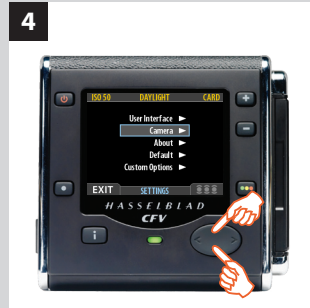 4
ISO 50 DAYLIGHT CARD
User Interface
Camera
About
Default
Custom Options
EXIT SETTINGS
HASSELBLAD
CFV
i